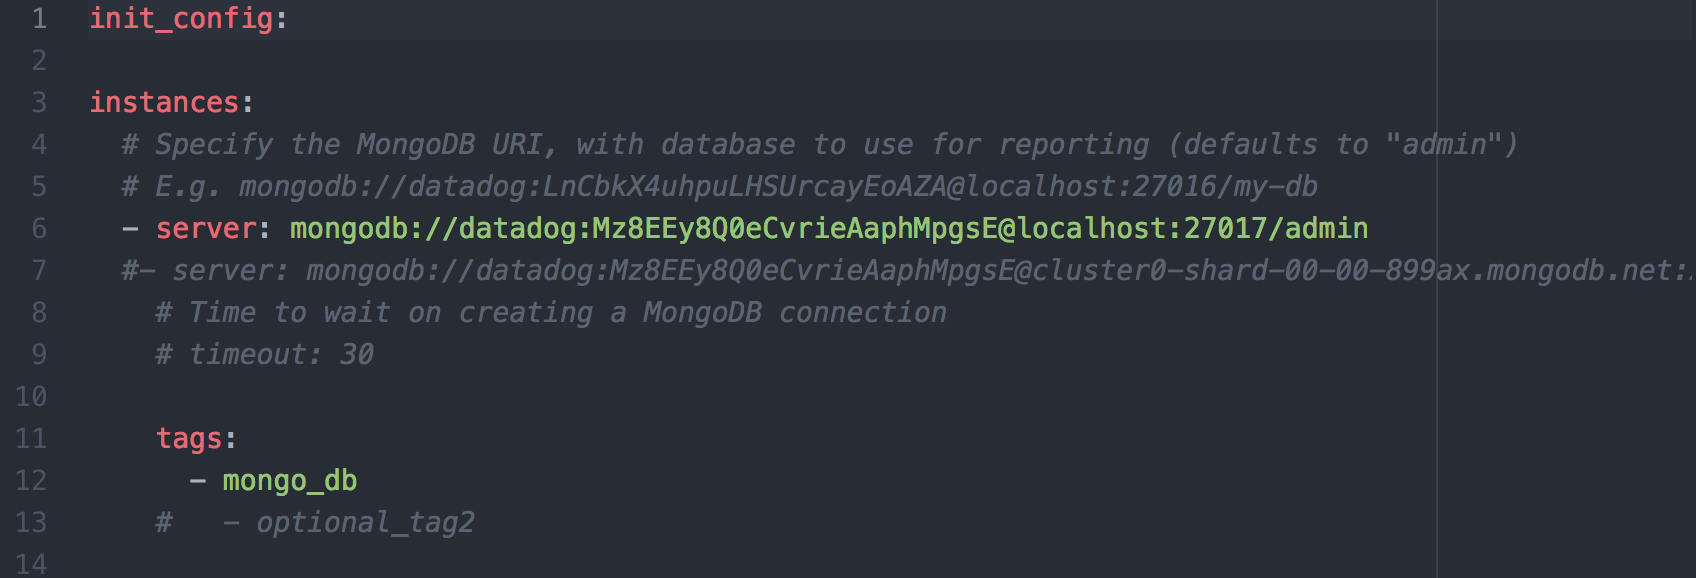 1 init_config:
2
3 instances:
4 # Specify the MongoDB URI, with database to use for reporting (defaults to "admin")
5 # E.g. mongodb://datadog:LnCbkX4uhpuLHSUrcayEoAZA@localhost:27016/my-db
6 - server: mongodb://datadog:Mz8EEy8Q0eCvrieAaphMpgsE@localhost:27017/admin
7 #- server: mongodb://datadog:Mz8EEy8Q0eCvrieAaphMpgsE@cluster0-shard-00-00-899ax.mongodb.net:
8 # Time to wait on creating a MongoDB connection
9 # timeout: 30
10
11 tags:
12 - mongo_db
13 # - optional_tag2
14